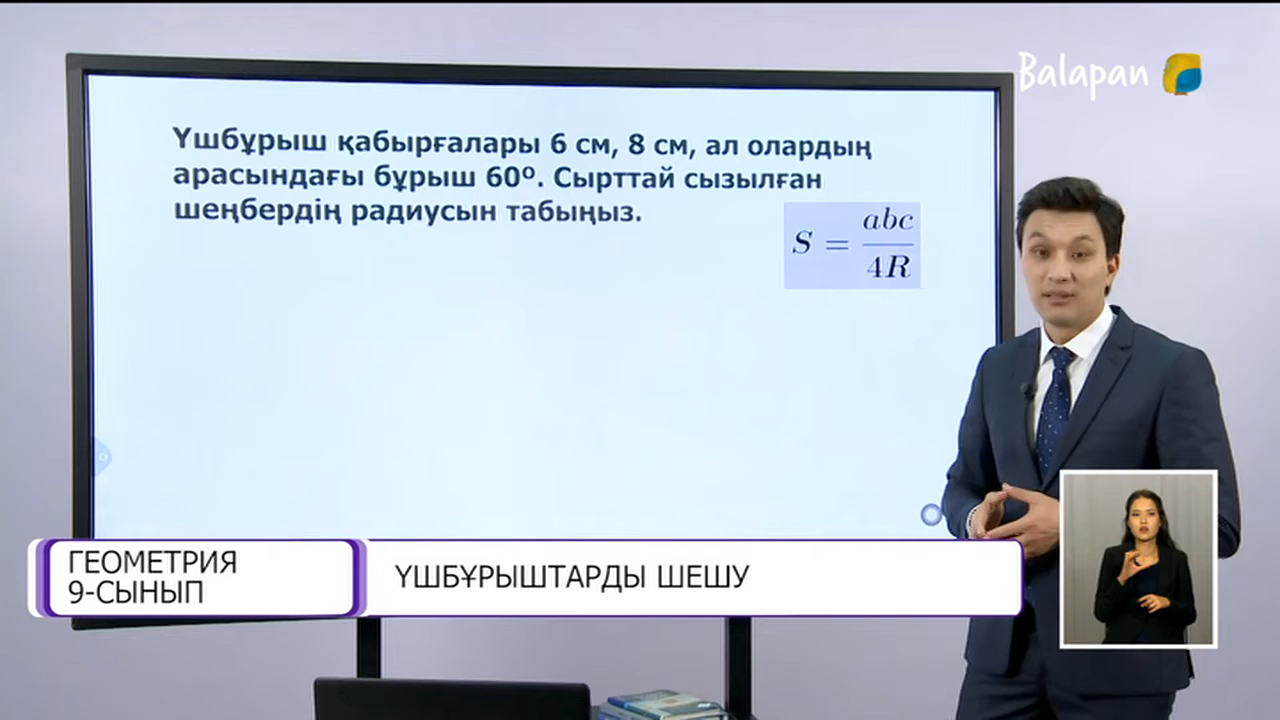 Balapan
Үшбұрыш қабырғалары 6 см, 8 см, ал олардың
арасындағы бұрыш 60º. Сырттай сызылған
шеңбердің радиусын табыңыз.
S = abc / 4R
ГЕОМЕТРИЯ
9-СЫНЫП
ҮШБҰРЫШТАРДЫ ШЕШУ